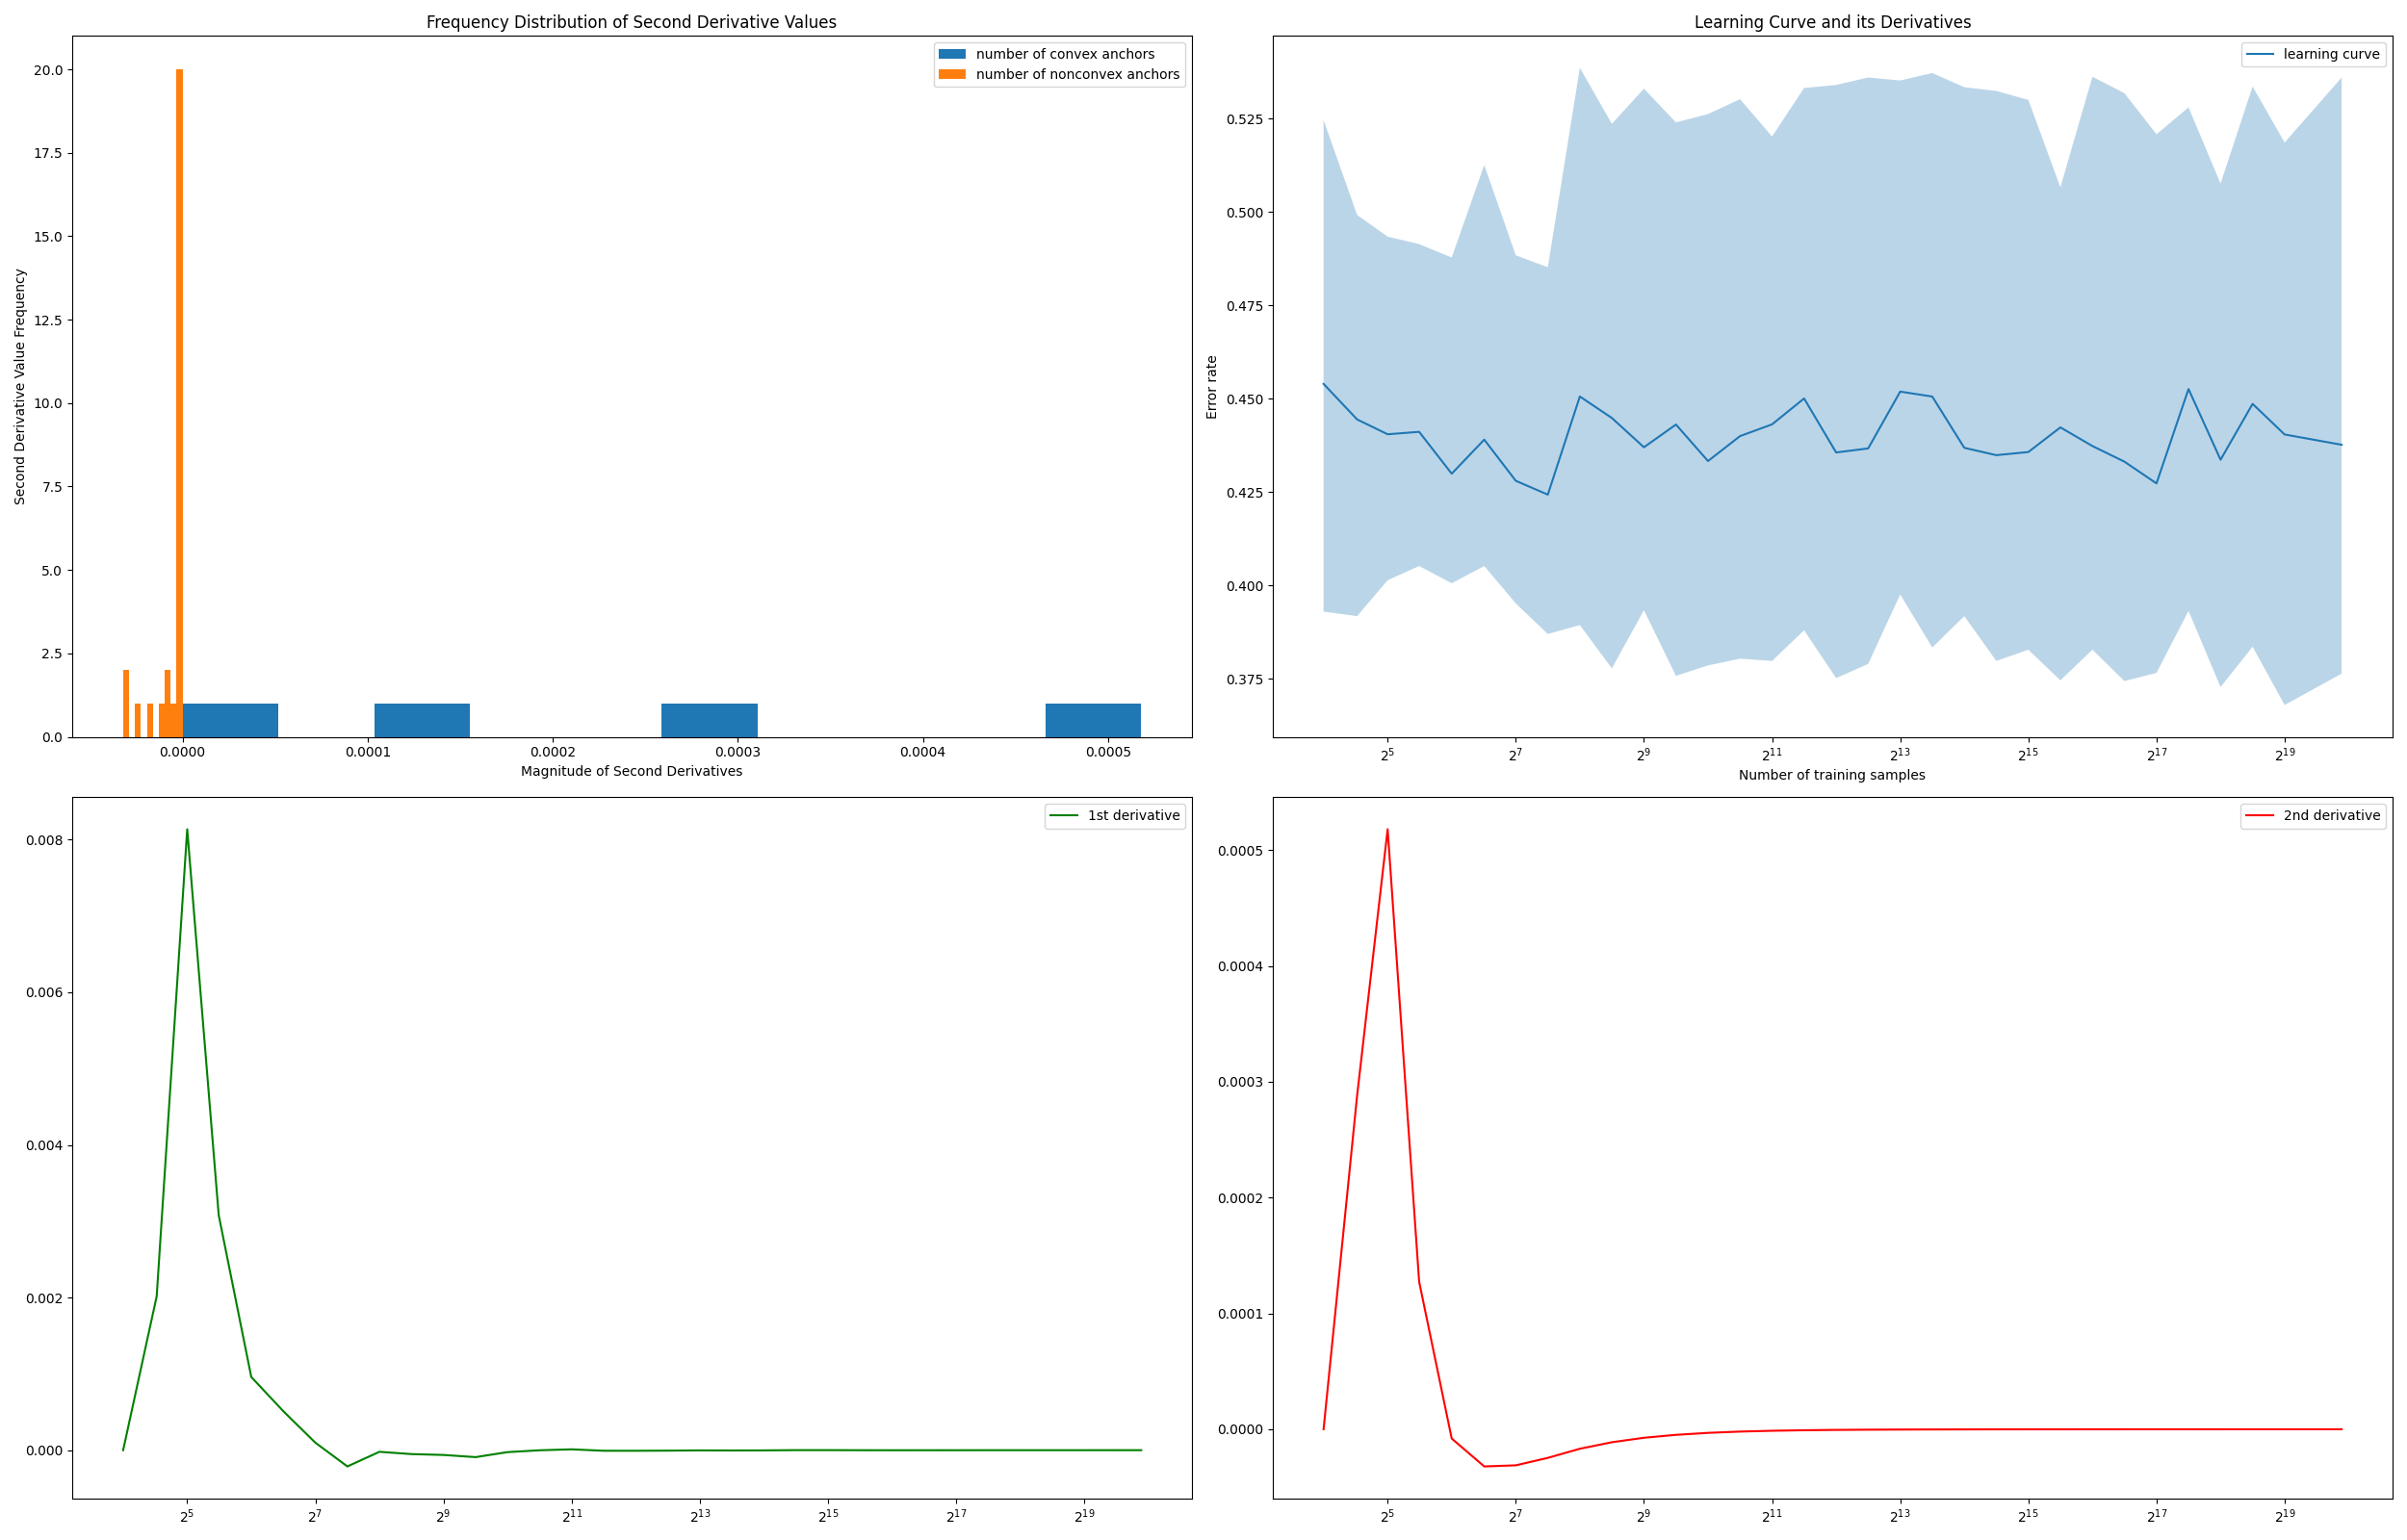 Frequency Distribution of Second Derivative Values
number of convex anchors
number of nonconvex anchors
20.0
17.5
15.0
12.5
10.0
7.5
5.0
2.5
0.0
Second Derivative Value Frequency
0.0000 0.0001 0.0002 0.0003 0.0004 0.0005
Magnitude of Second Derivatives
Learning Curve and its Derivatives
learning curve
0.525
0.500
0.475
0.450
0.425
0.400
0.375
Error rate
2^5 2^7 2^9 2^11 2^13 2^15 2^17 2^19
Number of training samples
1st derivative
0.008
0.006
0.004
0.002
0.000
2^5 2^7 2^9 2^11 2^13 2^15 2^17 2^19
2nd derivative
0.0005
0.0004
0.0003
0.0002
0.0001
0.0000
2^5 2^7 2^9 2^11 2^13 2^15 2^17 2^19